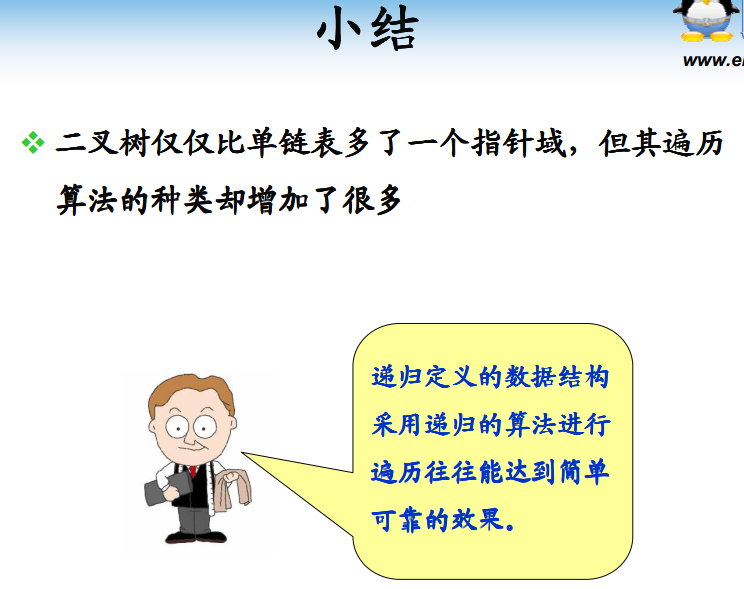 小结
www.e
二叉树仅仅比单链表多了一个指针域，但其遍历
算法的种类却增加了很多
递归定义的数据结构
采用递归的算法进行
遍历往往能达到简单
可靠的效果。